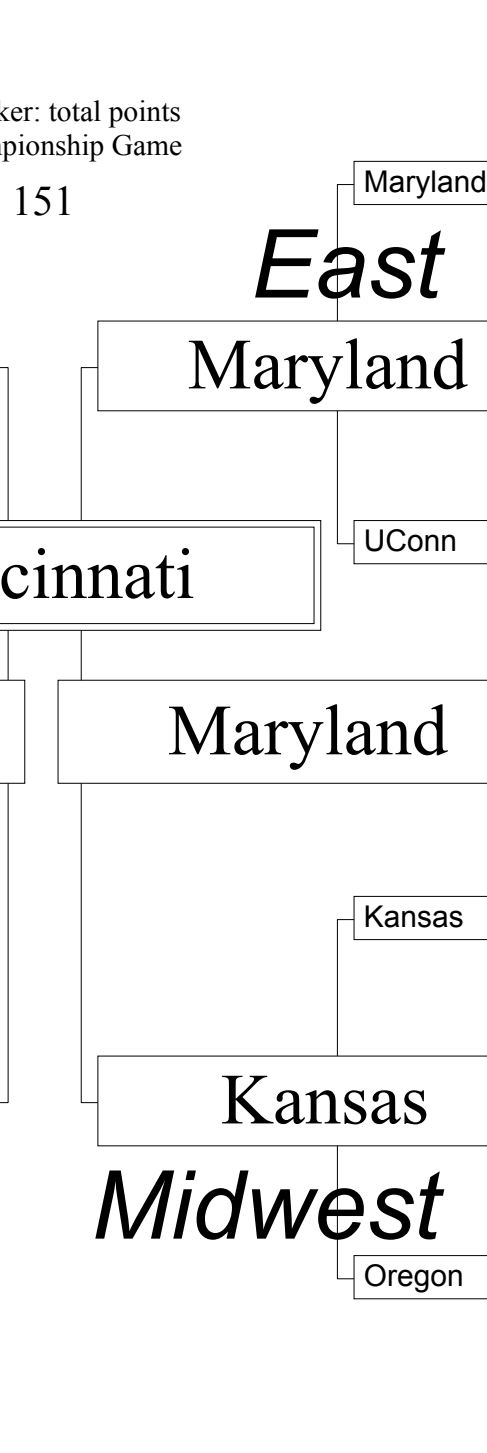 ker: total points
pionship Game
151
Maryland
East
Maryland
UConn
cinnati
Maryland
Kansas
Kansas
Midwest
Oregon